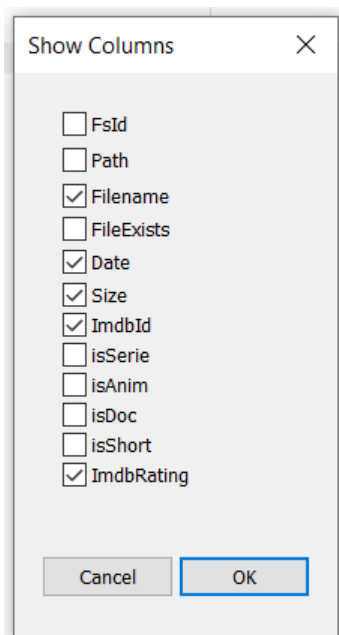 Show Columns
FsId
Path
Filename
FileExists
Date
Size
ImdbId
isSerie
isAnim
isDoc
isShort
ImdbRating
Cancel OK